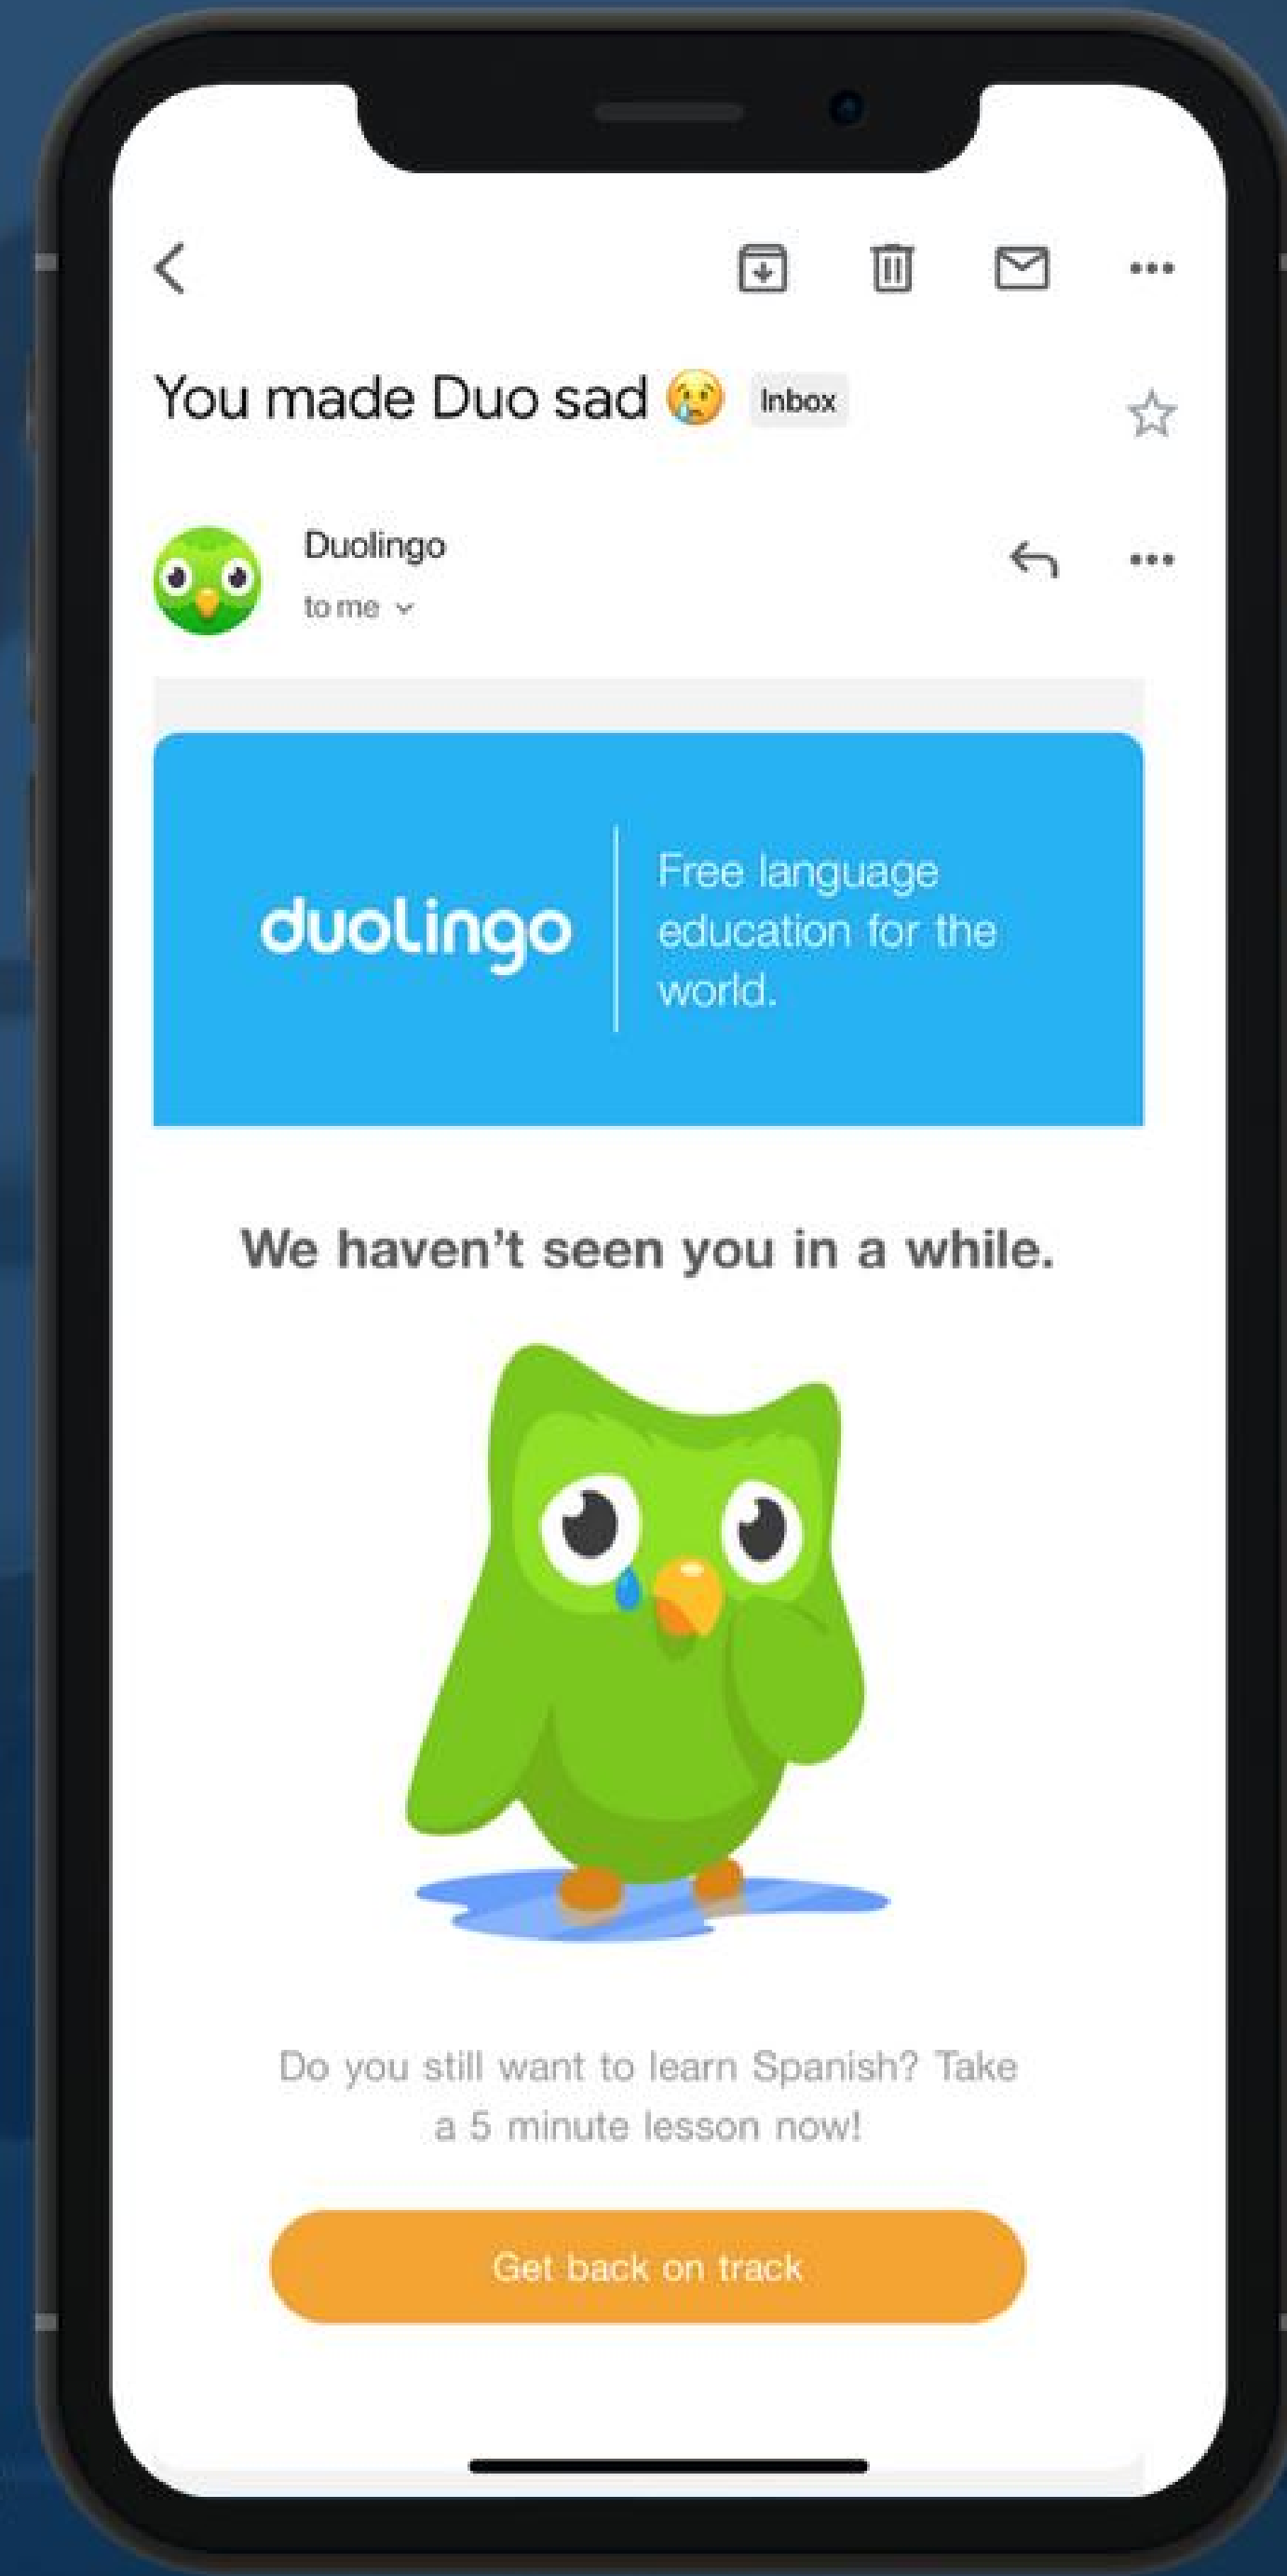 You made Duo sad 😢 Inbox
Duolingo
to me
duolingo
Free language
education for the
world.
We haven’t seen you in a while.
Do you still want to learn Spanish? Take
a 5 minute lesson now!
Get back on track